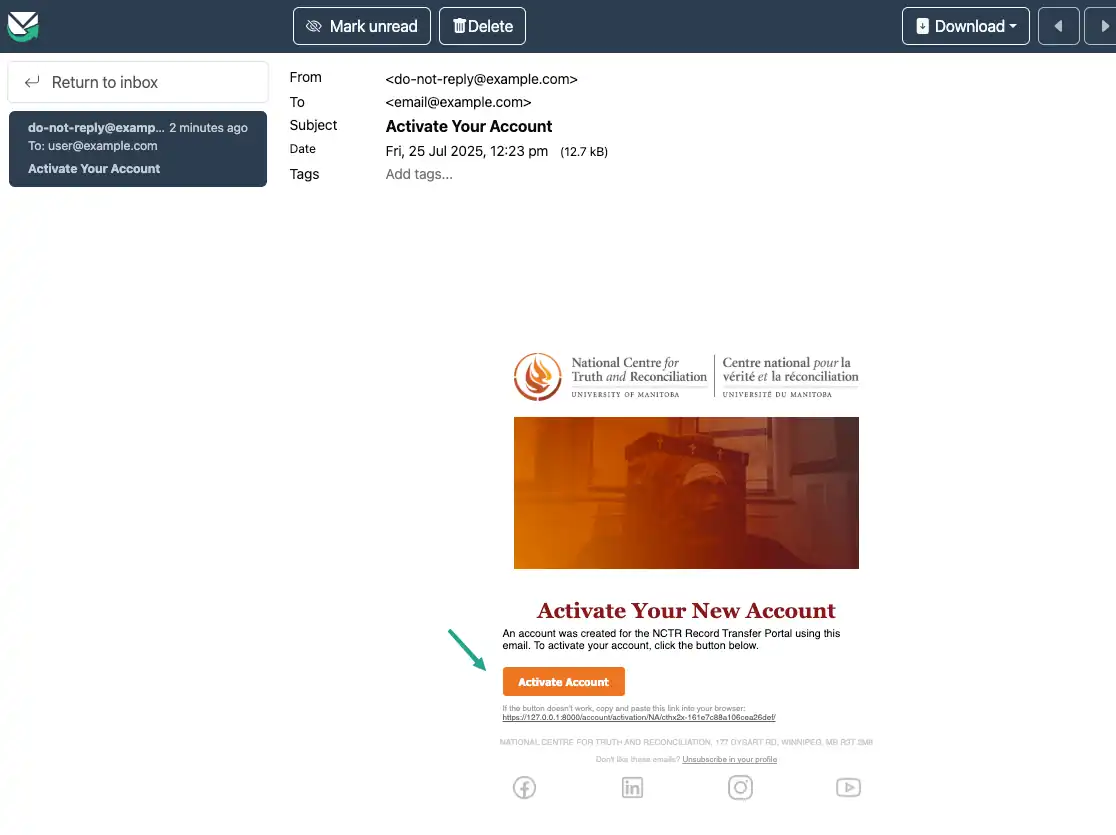 Mark unread
Delete
Download
Return to inbox
do-not-reply@examp... 2 minutes ago
To: user@example.com
Activate Your Account
From <do-not-reply@example.com>
To <email@example.com>
Subject Activate Your Account
Date Fri, 25 Jul 2025, 12:23 pm (12.7 kB)
Tags Add tags...
National Centre for
Truth and Reconciliation
UNIVERSITY OF MANITOBA
Centre national pour la
vérité et la réconciliation
UNIVERSITÉ DU MANITOBA
Activate Your New Account
An account was created for the NCTR Record Transfer Portal using this
email. To activate your account, click the button below.
Activate Account
If the button doesn't work, copy and paste this link into your browser:
https://127.0.0.1:8000/account/activation/NA/cthx2x-161e7c88a106cea26def/
NATIONAL CENTRE FOR TRUTH AND RECONCILIATION, 177 DYSART RD, WINNIPEG, MB R3T 2M8
Don't like these emails? Unsubscribe in your profile
in